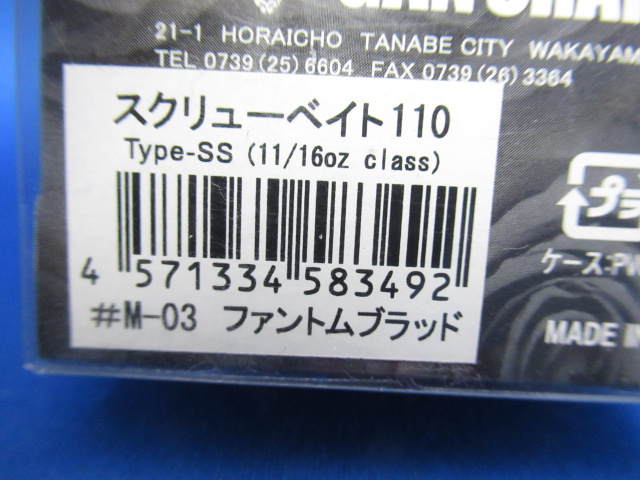 21-1 HORAICHO TANABE CITY WAKAYAM
TEL 0739(25)6604 FAX 0739(26)3364
スクリューベイト110
Type-SS (11/16oz class)
4 571334 583492
#M-03 ファントムブラッド
プラ
ケース:P
MADE IN